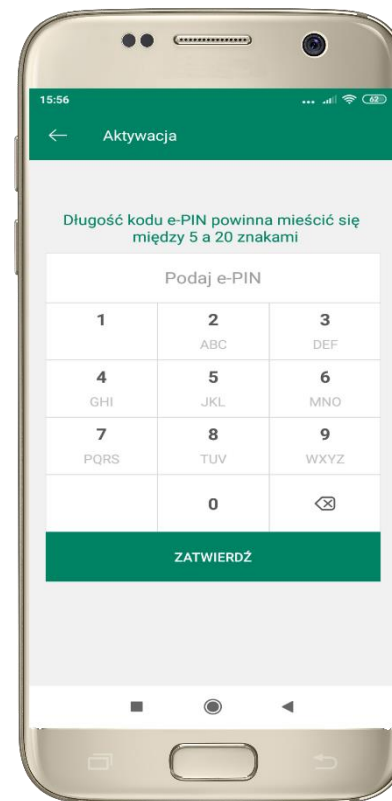 15:56
62
Aktywacja
Długość kodu e-PIN powinna mieścić się
między 5 a 20 znakami
Podaj e-PIN
1 2 3
ABC DEF
4 5 6
GHI JKL MNO
7 8 9
PQRS TUV WXYZ
0
ZATWIERDŹ